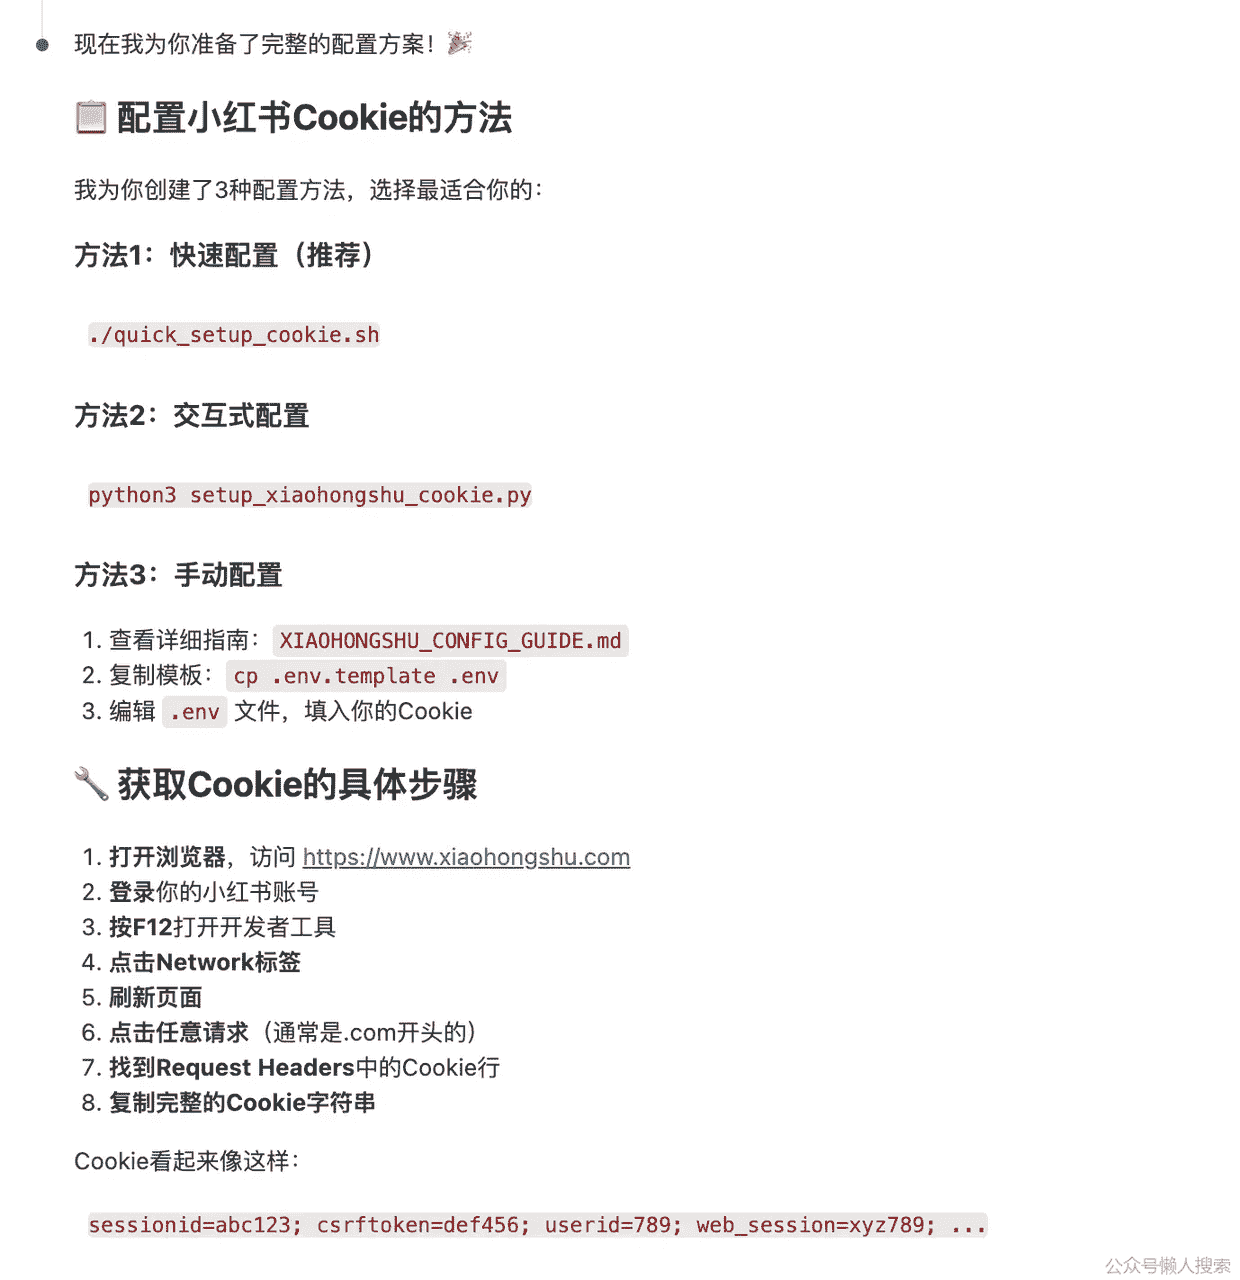 现在我为你准备了完整的配置方案！🎉
📋 配置小红书Cookie的方法
我为你创建了3种配置方法，选择最适合你的：
方法1：快速配置（推荐）
./quick_setup_cookie.sh
方法2：交互式配置
python3 setup_xiaohongshu_cookie.py
方法3：手动配置
1. 查看详细指南： XIAOHONGSHU_CONFIG_GUIDE.md
2. 复制模板： cp .env.template .env
3. 编辑 .env 文件，填入你的Cookie
🔧 获取Cookie的具体步骤
1. 打开浏览器，访问 https://www.xiaohongshu.com
2. 登录你的小红书账号
3. 按F12打开开发者工具
4. 点击Network标签
5. 刷新页面
6. 点击任意请求（通常是.com开头的）
7. 找到Request Headers中的Cookie行
8. 复制完整的Cookie字符串
Cookie看起来像这样：
sessionid=abc123; csrftoken=def456; userid=789; web_session=xyz789; ...
公众号懒人搜索